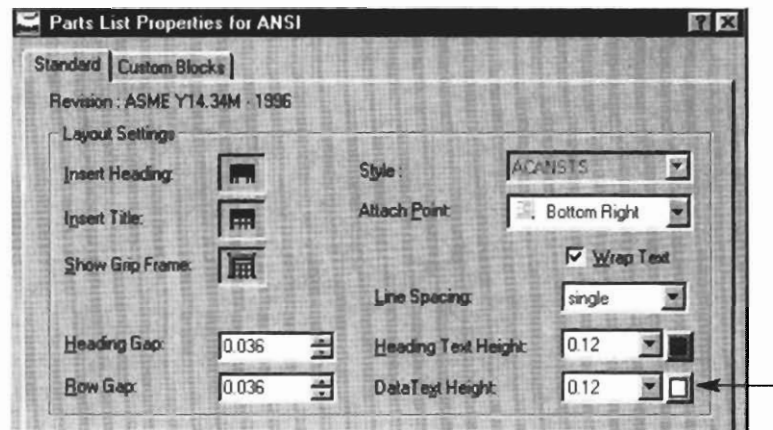 Parts List Properties for ANSI
Standard Custom Blocks
Revision : ASME Y14.34M - 1996
Layout Settings
Insert Heading: Style : ACANSTS
Insert Title: Attach Point: Bottom Right
Show Grip Frame: Wrap Text
Line Spacing: single
Heading Gap: 0.036 Heading Text Height: 0.12
Row Gap: 0.036 DataText Height: 0.12